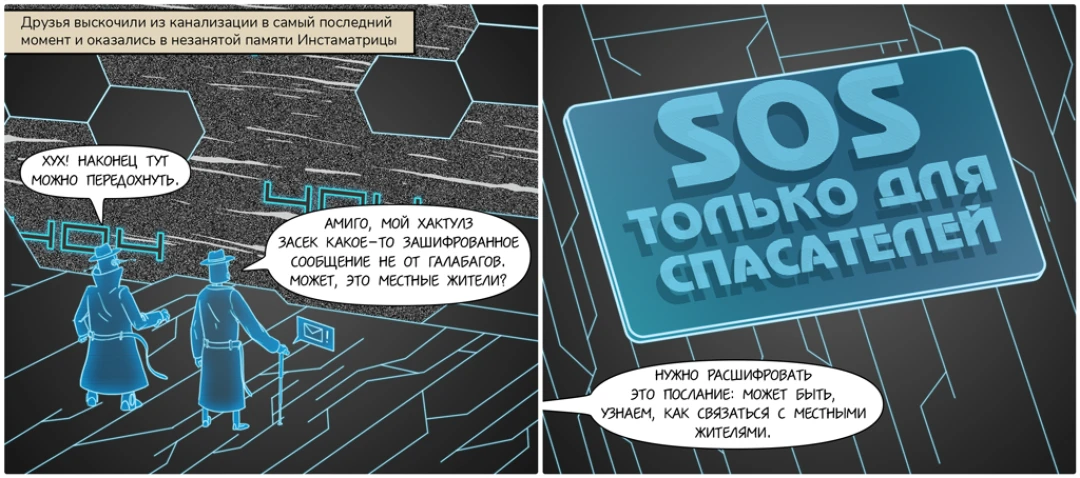 Друзья выскочили из канализации в самый последний
момент и оказались в незанятой памяти Инстаматрицы
ХУХ! НАКОНЕЦ ТУТ
МОЖНО ПЕРЕДОХНУТЬ.
404
404
АМИГО, МОЙ ХАКТУЛЗ
ЗАСЕК КАКОЕ-ТО ЗАШИФРОВАННОЕ
СООБЩЕНИЕ НЕ ОТ ГАЛАБАГОВ.
МОЖЕТ, ЭТО МЕСТНЫЕ ЖИТЕЛИ?
SOS
ТОЛЬКО ДЛЯ
СПАСАТЕЛЕЙ
НУЖНО РАСШИФРОВАТЬ
ЭТО ПОСЛАНИЕ: МОЖЕТ БЫТЬ,
УЗНАЕМ, КАК СВЯЗАТЬСЯ С МЕСТНЫМИ
ЖИТЕЛЯМИ.